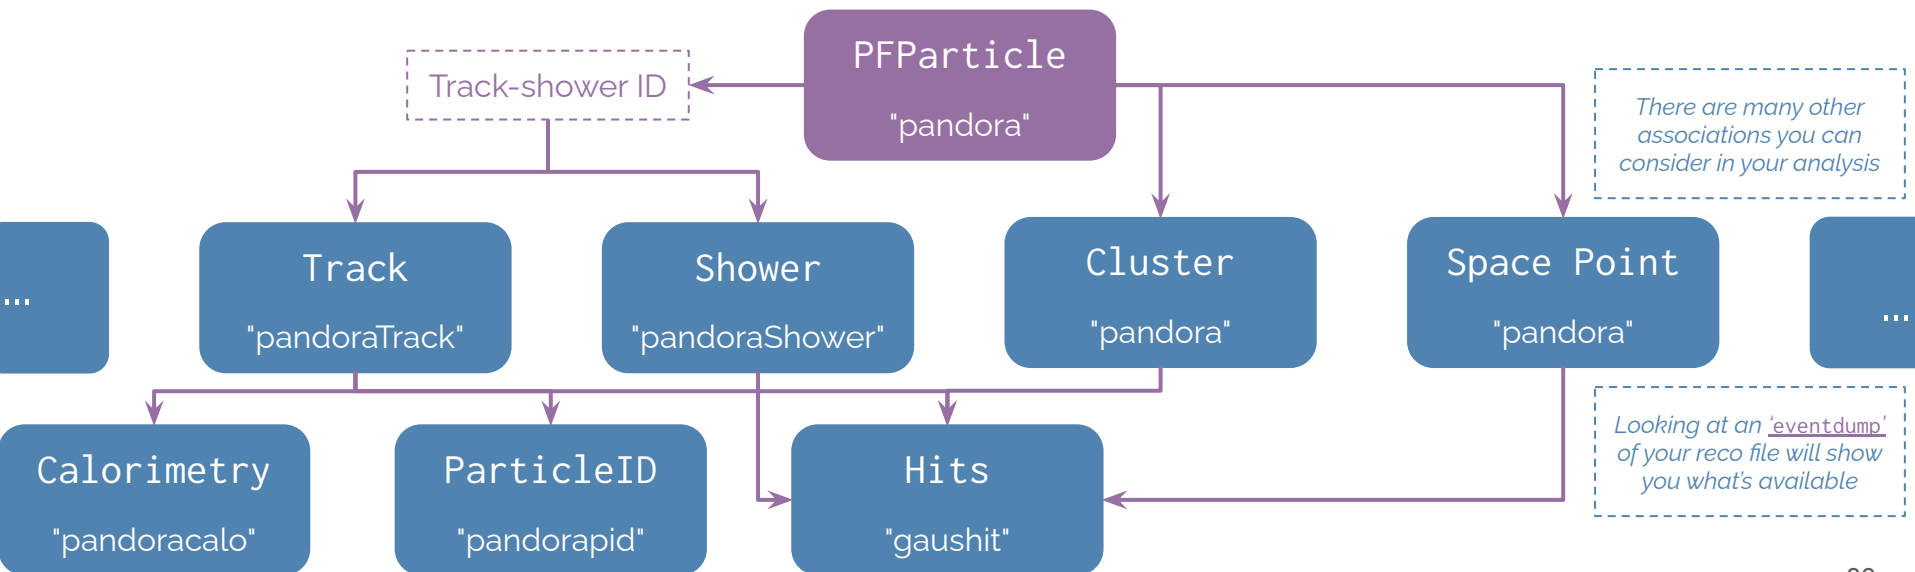 PFParticle
"pandora"
Track-shower ID
There are many other
associations you can
consider in your analysis
...
Track
"pandoraTrack"
Shower
"pandoraShower"
Cluster
"pandora"
Space Point
"pandora"
...
Calorimetry
"pandoracalo"
ParticleID
"pandorapid"
Hits
"gaushit"
Looking at an 'eventdump'
of your reco file will show
you what's available